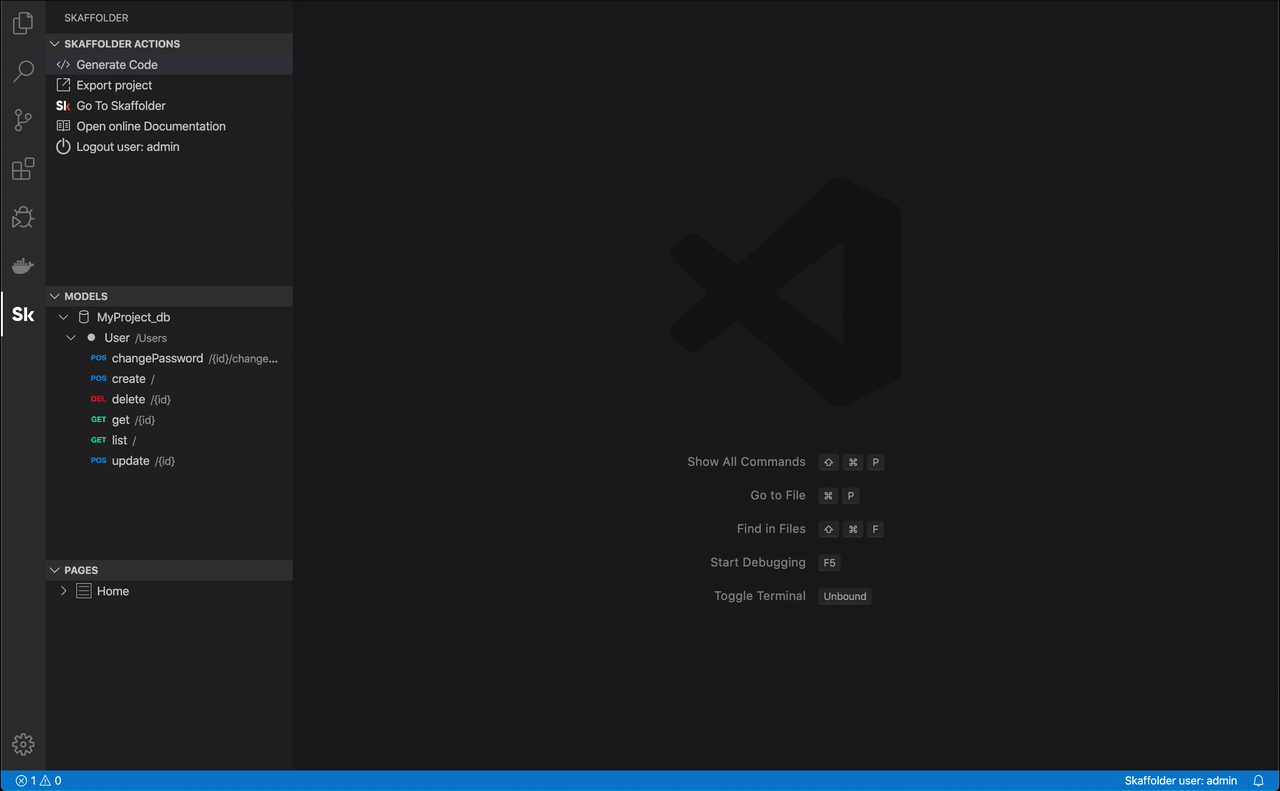 SKAFFOLDER
SKAFFOLDER ACTIONS
Generate Code
Export project
Sk Go To Skaffolder
Open online Documentation
Logout user: admin
MODELS
MyProject_db
User /Users
POS changePassword /{id}/change...
POS create /
DEL delete /{id}
GET get /{id}
GET list /
POS update /{id}
Sk
PAGES
Home
Show All Commands ⇧ ⌘ P
Go to File ⌘ P
Find in Files ⇧ ⌘ F
Start Debugging F5
Toggle Terminal Unbound
1 0
Skaffolder user: admin